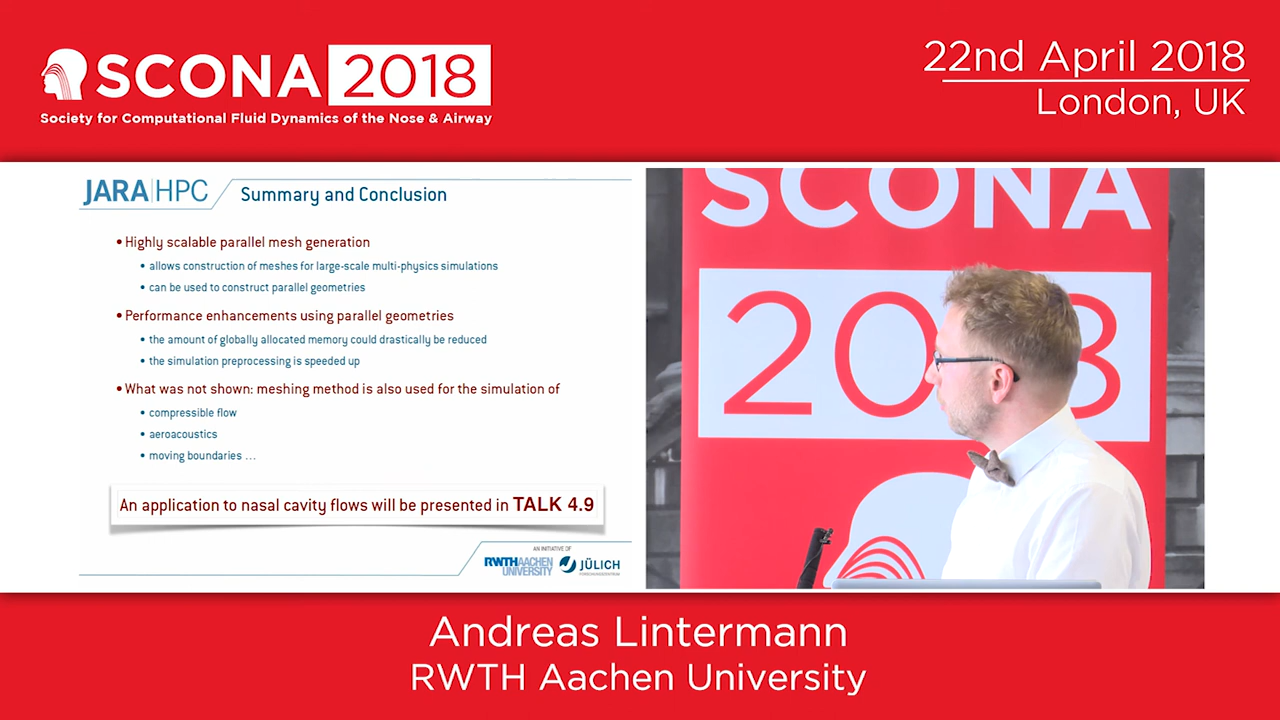 SCONA 2018
Society for Computational Fluid Dynamics of the Nose & Airway
22nd April 2018
London, UK
JARA|HPC
Summary and Conclusion
• Highly scalable parallel mesh generation
• allows construction of meshes for large-scale multi-physics simulations
• can be used to construct parallel geometries
• Performance enhancements using parallel geometries
• the amount of globally allocated memory could drastically be reduced
• the simulation preprocessing is speeded up
• What was not shown: meshing method is also used for the simulation of
• compressible flow
• aeroacoustics
• moving boundaries ...
An application to nasal cavity flows will be presented in TALK 4.9
AN INITIATIVE OF
RWTHAACHEN
UNIVERSITY
JÜLICH
FORSCHUNGSZENTRUM
SCONA
2018
Andreas Lintermann
RWTH Aachen University